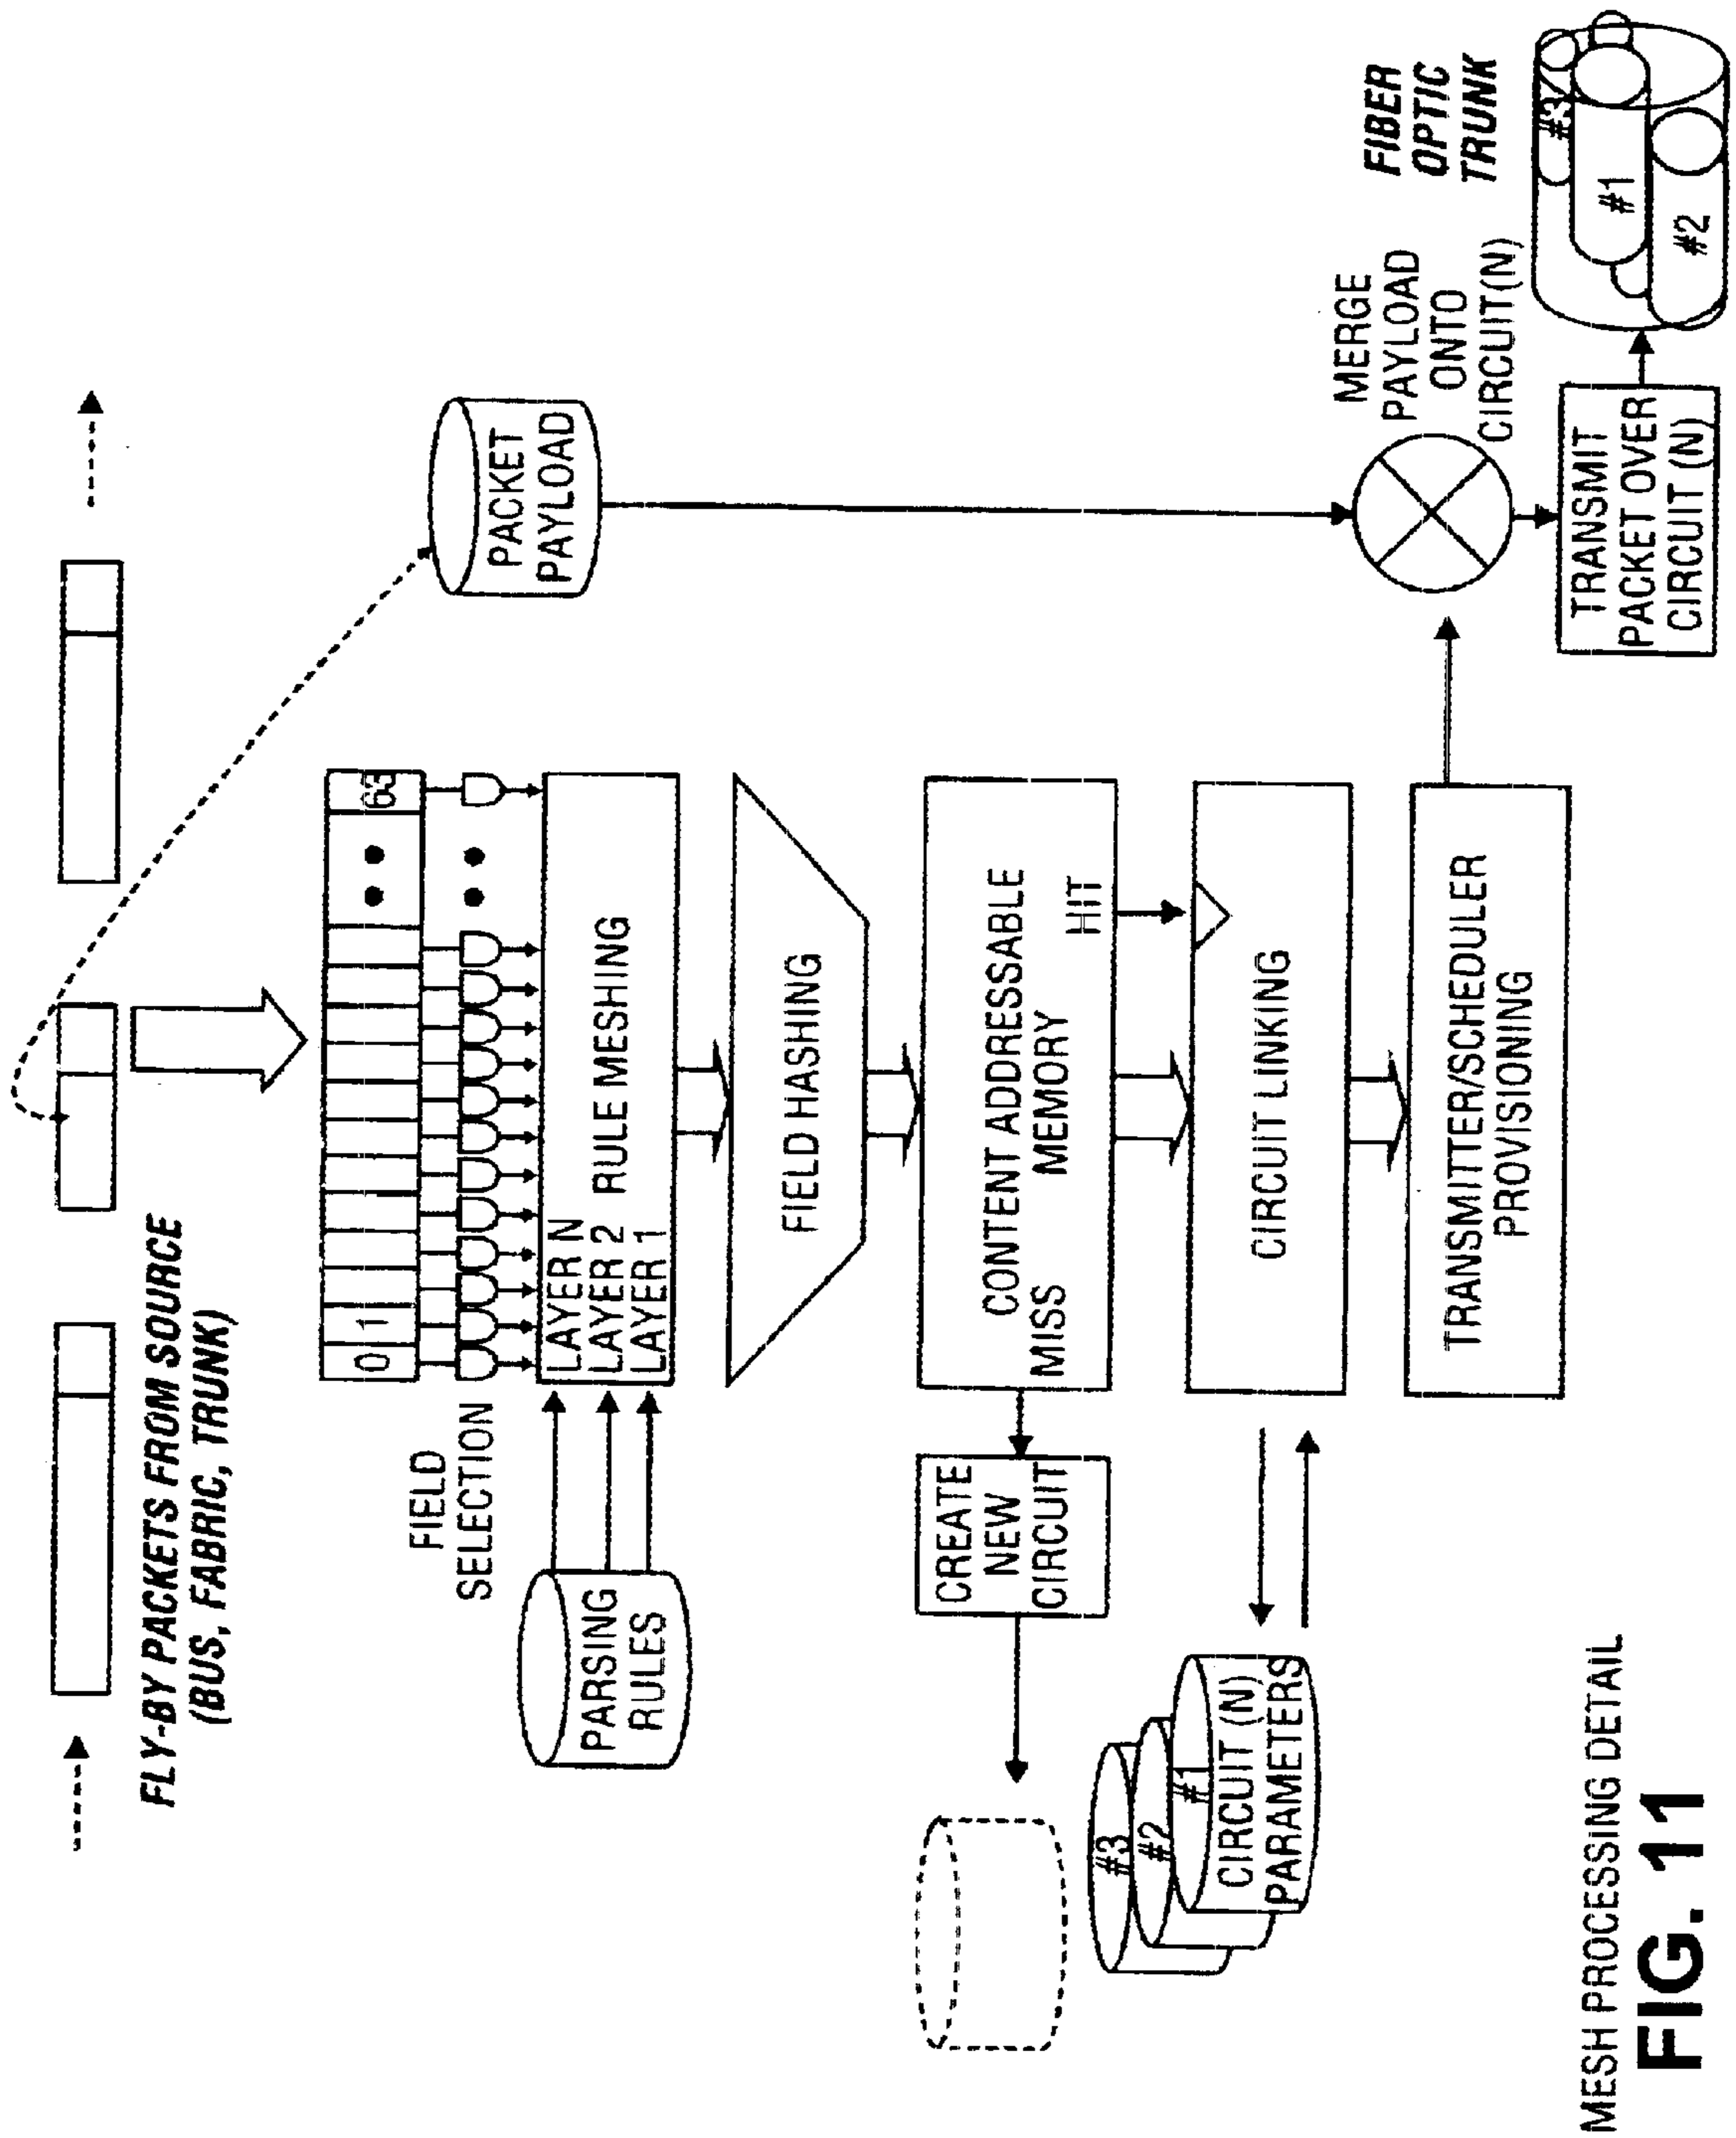 FLY-BY PACKETS FROM SOURCE
(BUS, FABRIC, TRUNK)
0
1
63
FIELD
SELECTION
PARSING
RULES
LAYER N
LAYER 2
LAYER 1
RULE MESHING
PACKET
PAYLOAD
FIELD HASHING
CONTENT ADDRESSABLE
MEMORY
MISS
HIT
CREATE
NEW
CIRCUIT
CIRCUIT LINKING
#3
#2
#1
CIRCUIT (N)
PARAMETERS
TRANSMITTER/SCHEDULER
PROVISIONING
MERGE
PAYLOAD
ONTO
CIRCUIT(N)
TRANSMIT
PACKET OVER
CIRCUIT (N)
FIBER
OPTIC
TRUNK
#3
#1
#2
MESH PROCESSING DETAIL
FIG. 11